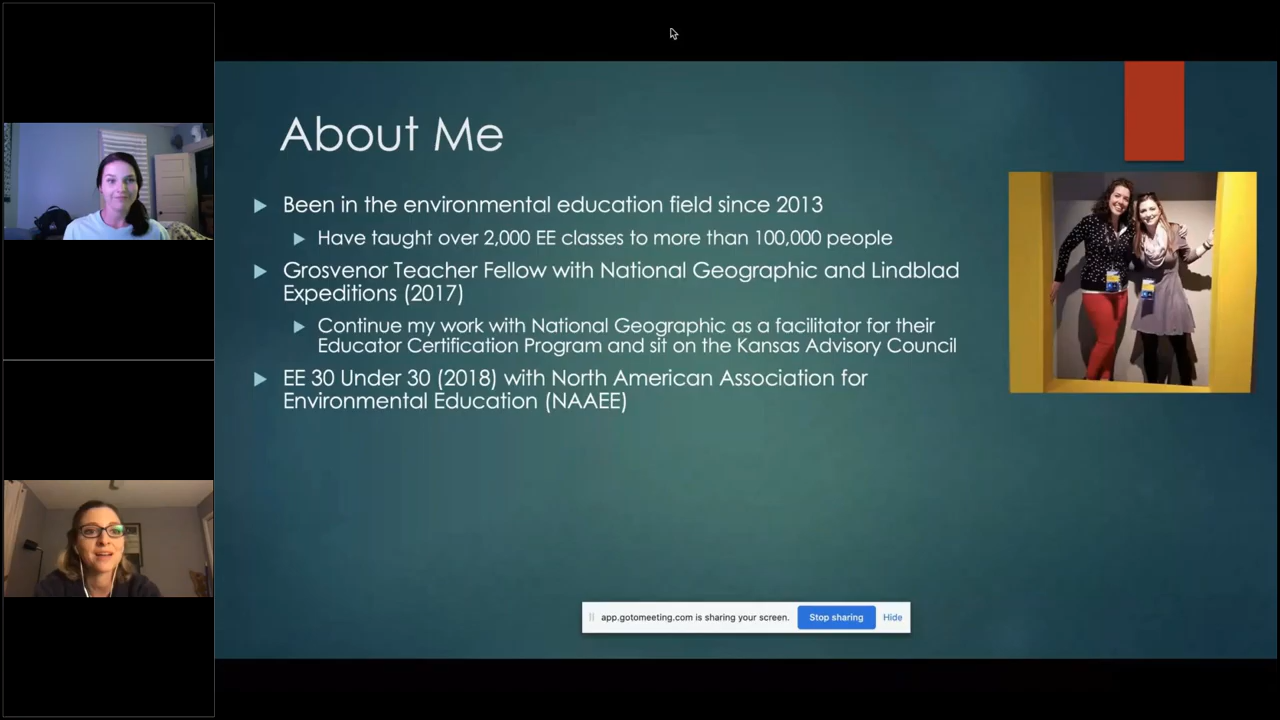 About Me
Been in the environmental education field since 2013
Have taught over 2,000 EE classes to more than 100,000 people
Grosvenor Teacher Fellow with National Geographic and Lindblad
Expeditions (2017)
Continue my work with National Geographic as a facilitator for their
Educator Certification Program and sit on the Kansas Advisory Council
EE 30 Under 30 (2018) with North American Association for
Environmental Education (NAAEE)
app.gotomeeting.com is sharing your screen. Stop sharing Hide